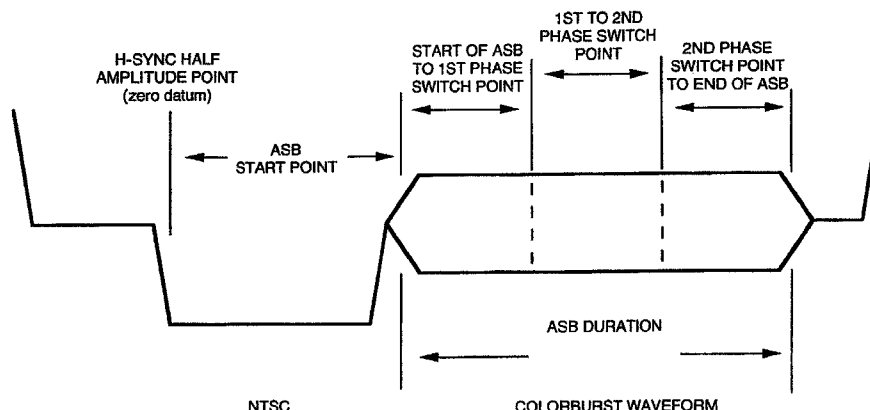 H-SYNC HALF
AMPLITUDE POINT
(zero datum)
START OF ASB
TO 1ST PHASE
SWITCH POINT
1ST TO 2ND
PHASE SWITCH
POINT
2ND PHASE
SWITCH POINT
TO END OF ASB
ASB
START POINT
ASB DURATION
NTSC
COLORBURST WAVEFORM